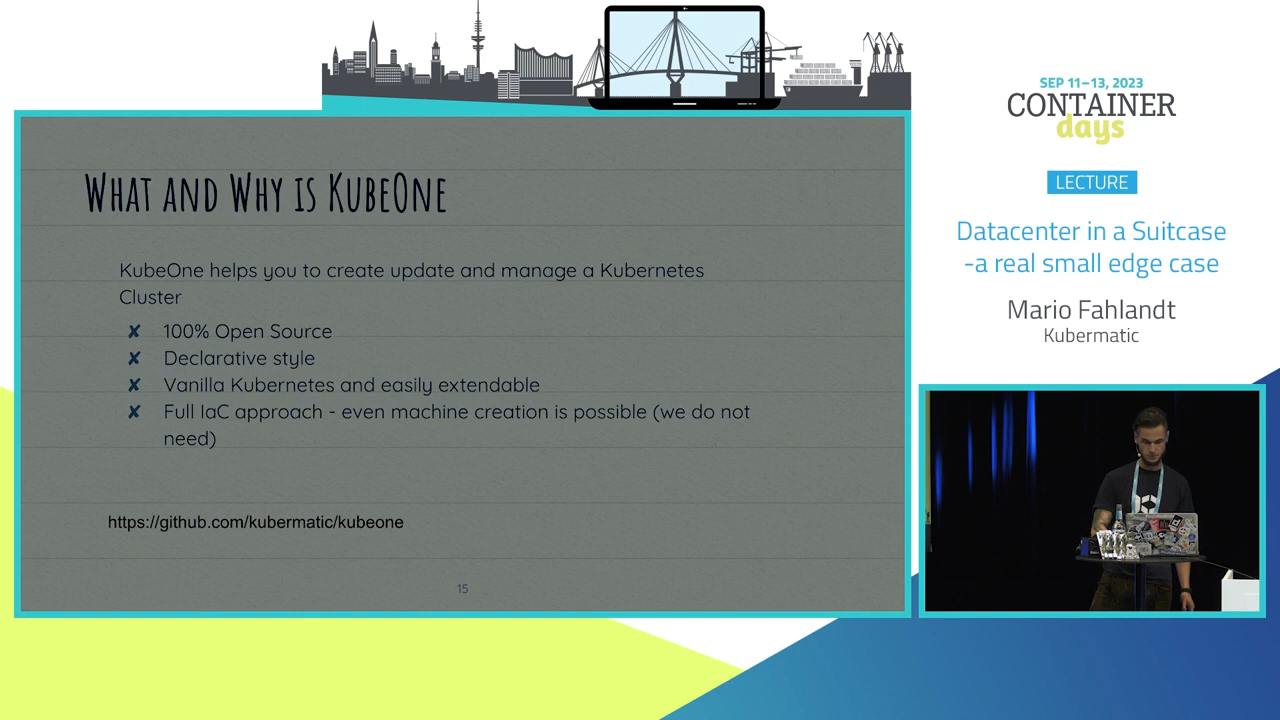 What and Why is KubeOne
KubeOne helps you to create update and manage a Kubernetes
Cluster
✘ 100% Open Source
✘ Declarative style
✘ Vanilla Kubernetes and easily extendable
✘ Full IaC approach - even machine creation is possible (we do not
need)
https://github.com/kubermatic/kubeone
15
SEP 11–13, 2023
CONTAINER
days
LECTURE
Datacenter in a Suitcase
-a real small edge case
Mario Fahlandt
Kubermatic